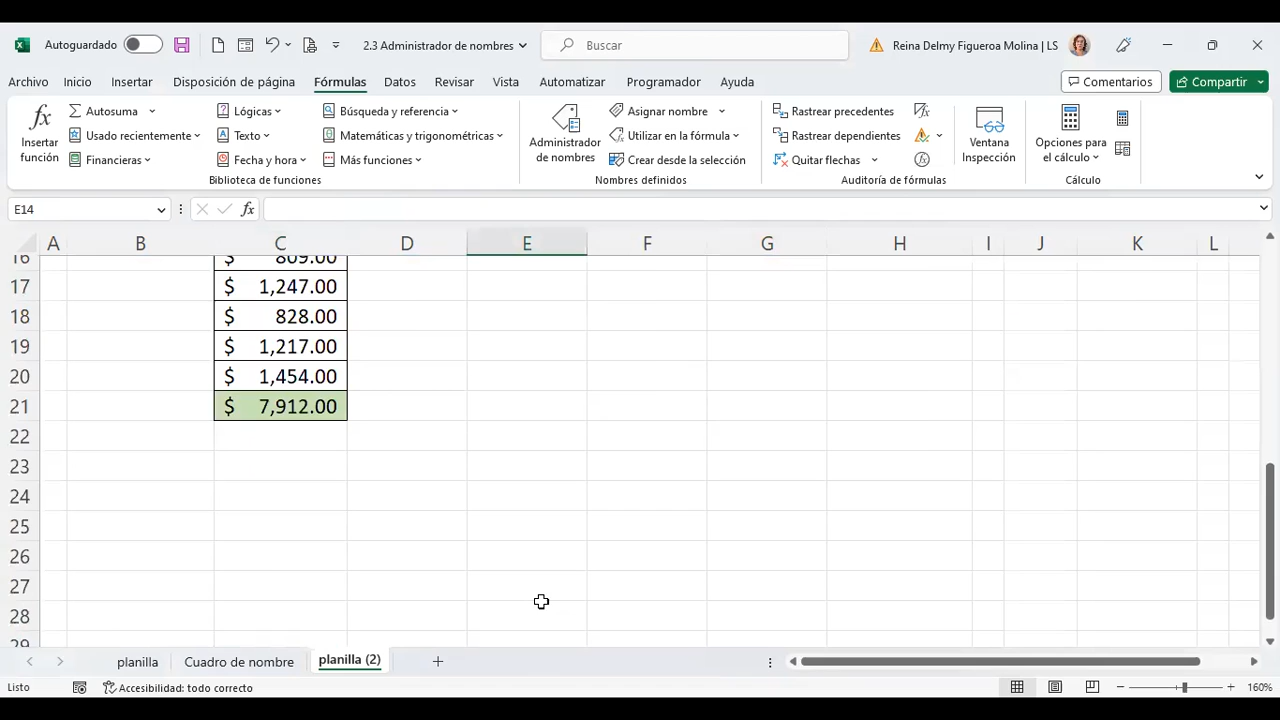 Autoguardado
2.3 Administrador de nombres
Buscar
Reina Delmy Figueroa Molina | LS
Archivo Inicio Insertar Disposición de página Fórmulas Datos Revisar Vista Automatizar Programador Ayuda
Comentarios Compartir
Insertar función
Autosuma
Usado recientemente
Financieras
Lógicas
Texto
Fecha y hora
Búsqueda y referencia
Matemáticas y trigonométricas
Más funciones
Biblioteca de funciones
Administrador de nombres
Asignar nombre
Utilizar en la fórmula
Crear desde la selección
Nombres definidos
Rastrear precedentes
Rastrear dependientes
Quitar flechas
Auditoría de fórmulas
Ventana Inspección
Opciones para el cálculo
Cálculo
E14
fx
A B C D E F G H I J K L
16 $ 809.00
17 $ 1,247.00
18 $ 828.00
19 $ 1,217.00
20 $ 1,454.00
21 $ 7,912.00
22
23
24
25
26
27
28
29
planilla Cuadro de nombre planilla (2)
Listo Accesibilidad: todo correcto 160%